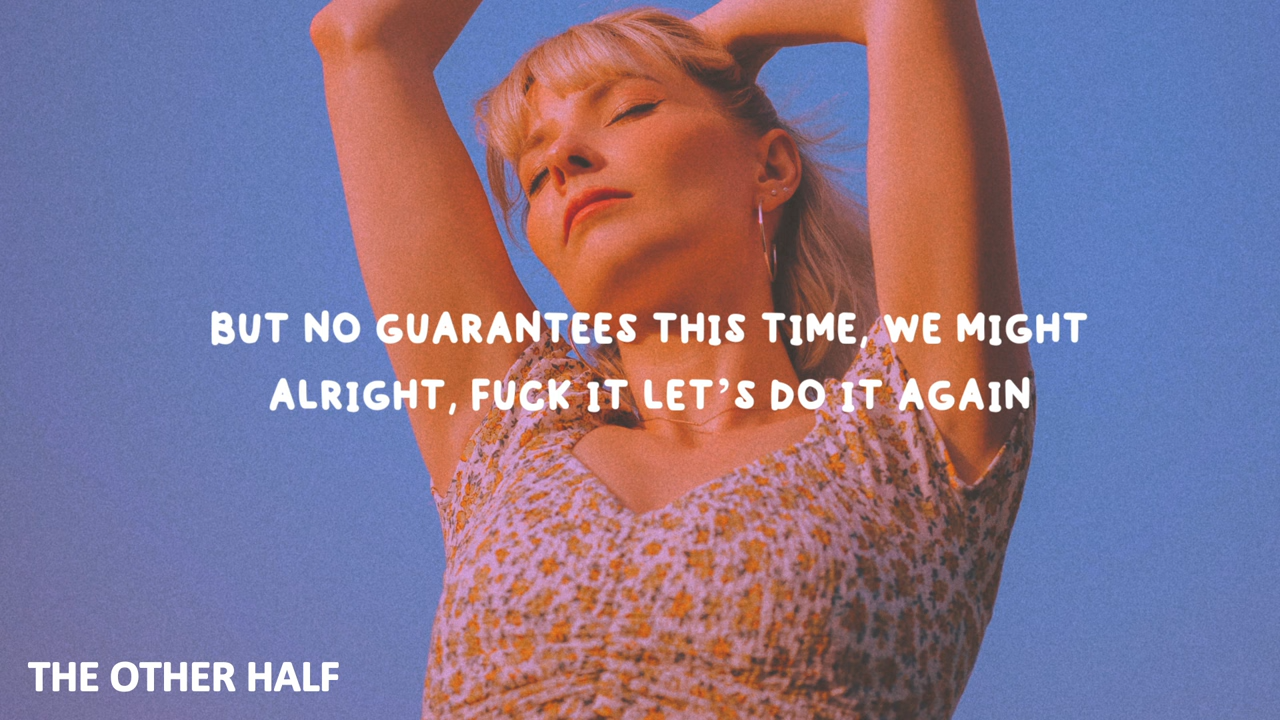 BUT NO GUARANTEES THIS TIME, WE MIGHT
ALRIGHT, FUCK IT LET'S DO IT AGAIN
THE OTHER HALF